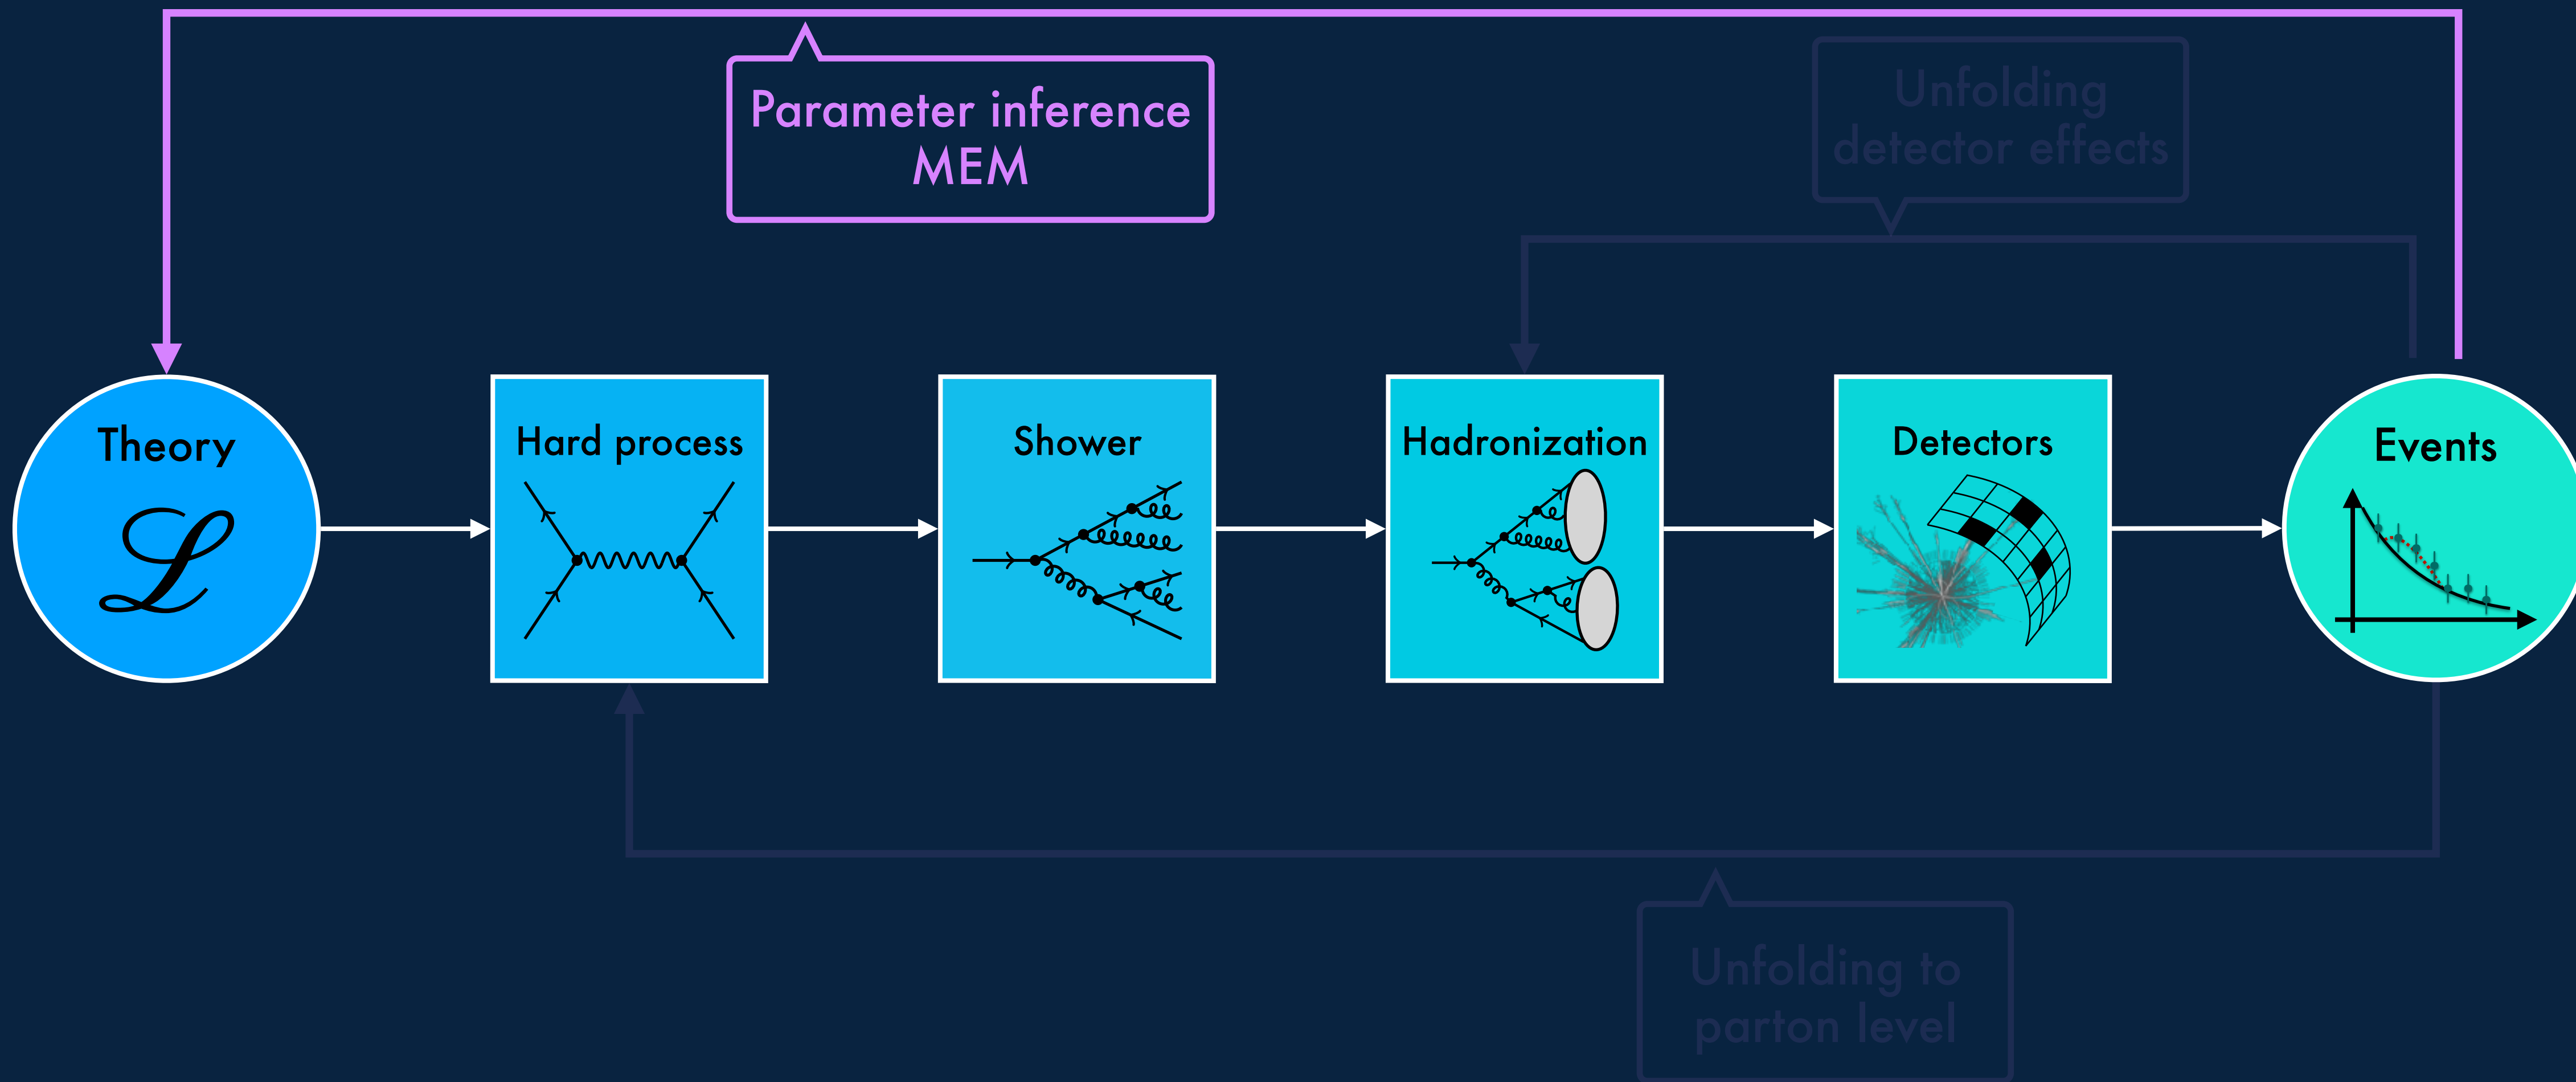 Parameter inference
MEM
Unfolding
detector effects
Theory
ℒ
Hard process
Shower
Hadronization
Detectors
Events
Unfolding to
parton level